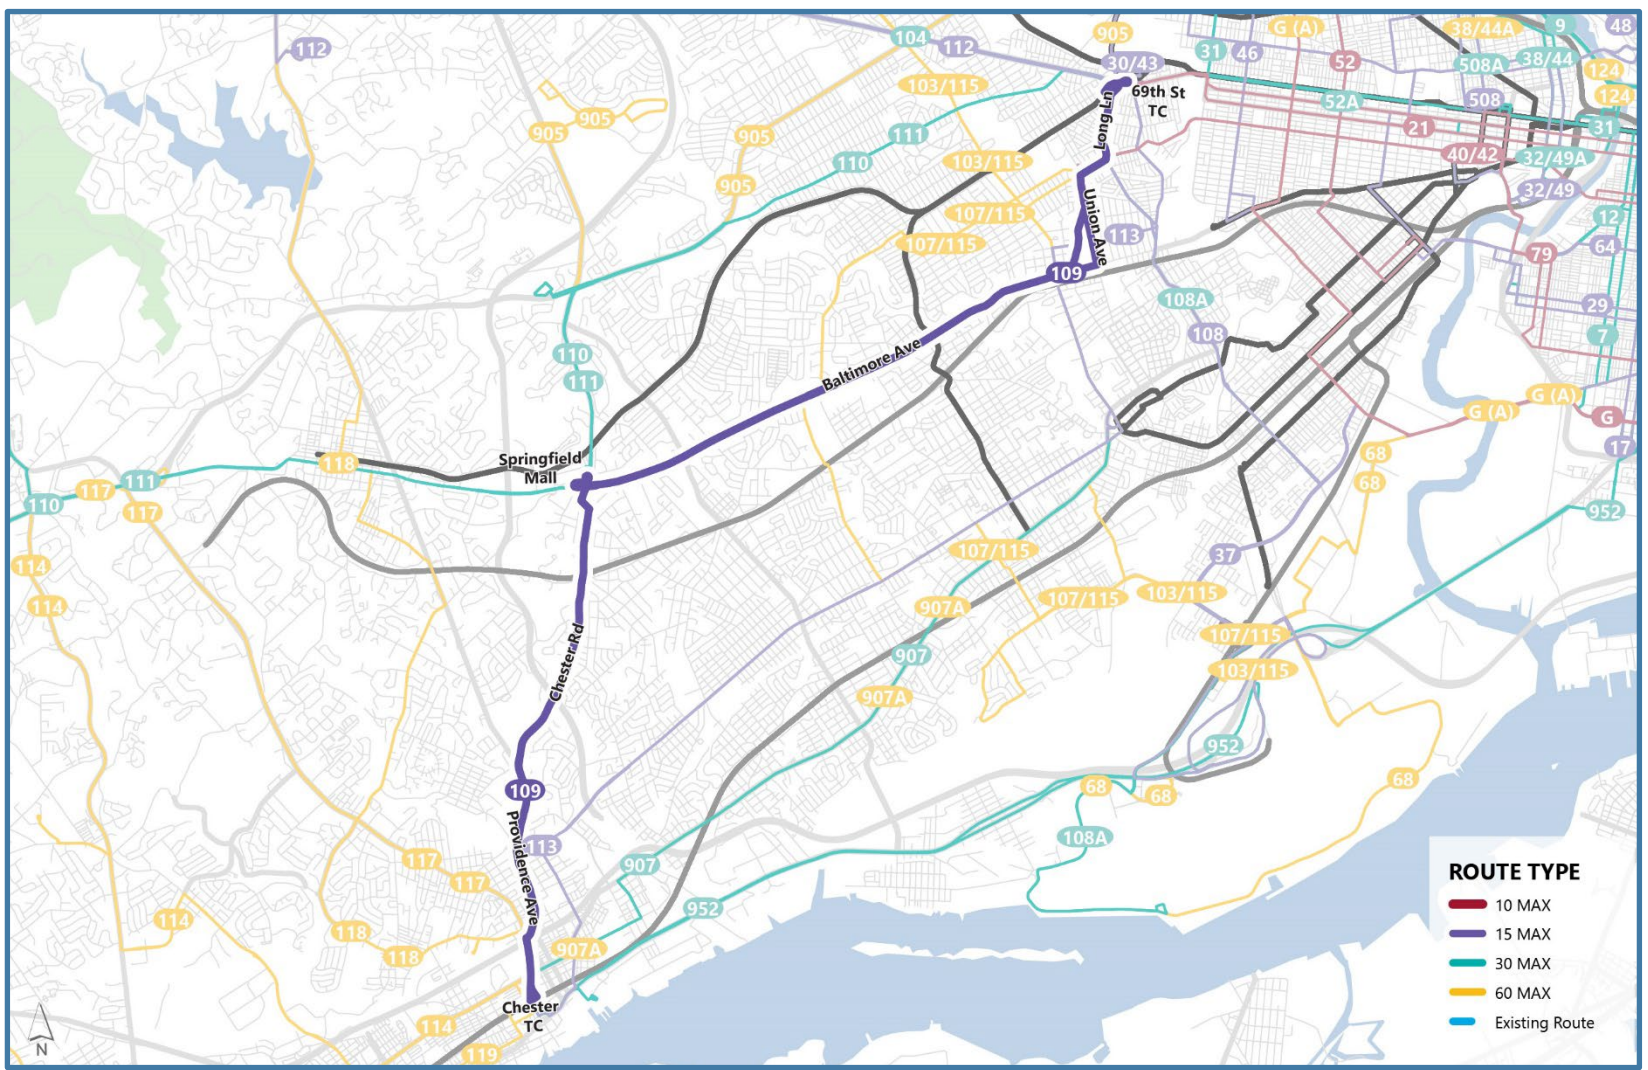 112
104
112
905
30/43
31
46
G (A)
52
38/44A
9
48
508A
38/44
124
905
905
103/115
69th St
TC
52A
508
124
905
111
Long Ln
21
31
110
103/115
40/42
32/49A
905
107/115
Union Ave
32/49
12
107/115
113
79
64
109
108A
29
108
7
110
Baltimore Ave
111
G (A)
G (A)
G
17
Springfield
Mall
118
68
111
117
68
110
117
952
114
107/115
37
114
907A
107/115
103/115
Chester Rd
907
107/115
907A
103/115
952
109
68
68
68
Providence Ave
113
108A
117
907
117
952
114
118
118
907A
Chester
TC
114
119
N
ROUTE TYPE
10 MAX
15 MAX
30 MAX
60 MAX
Existing Route